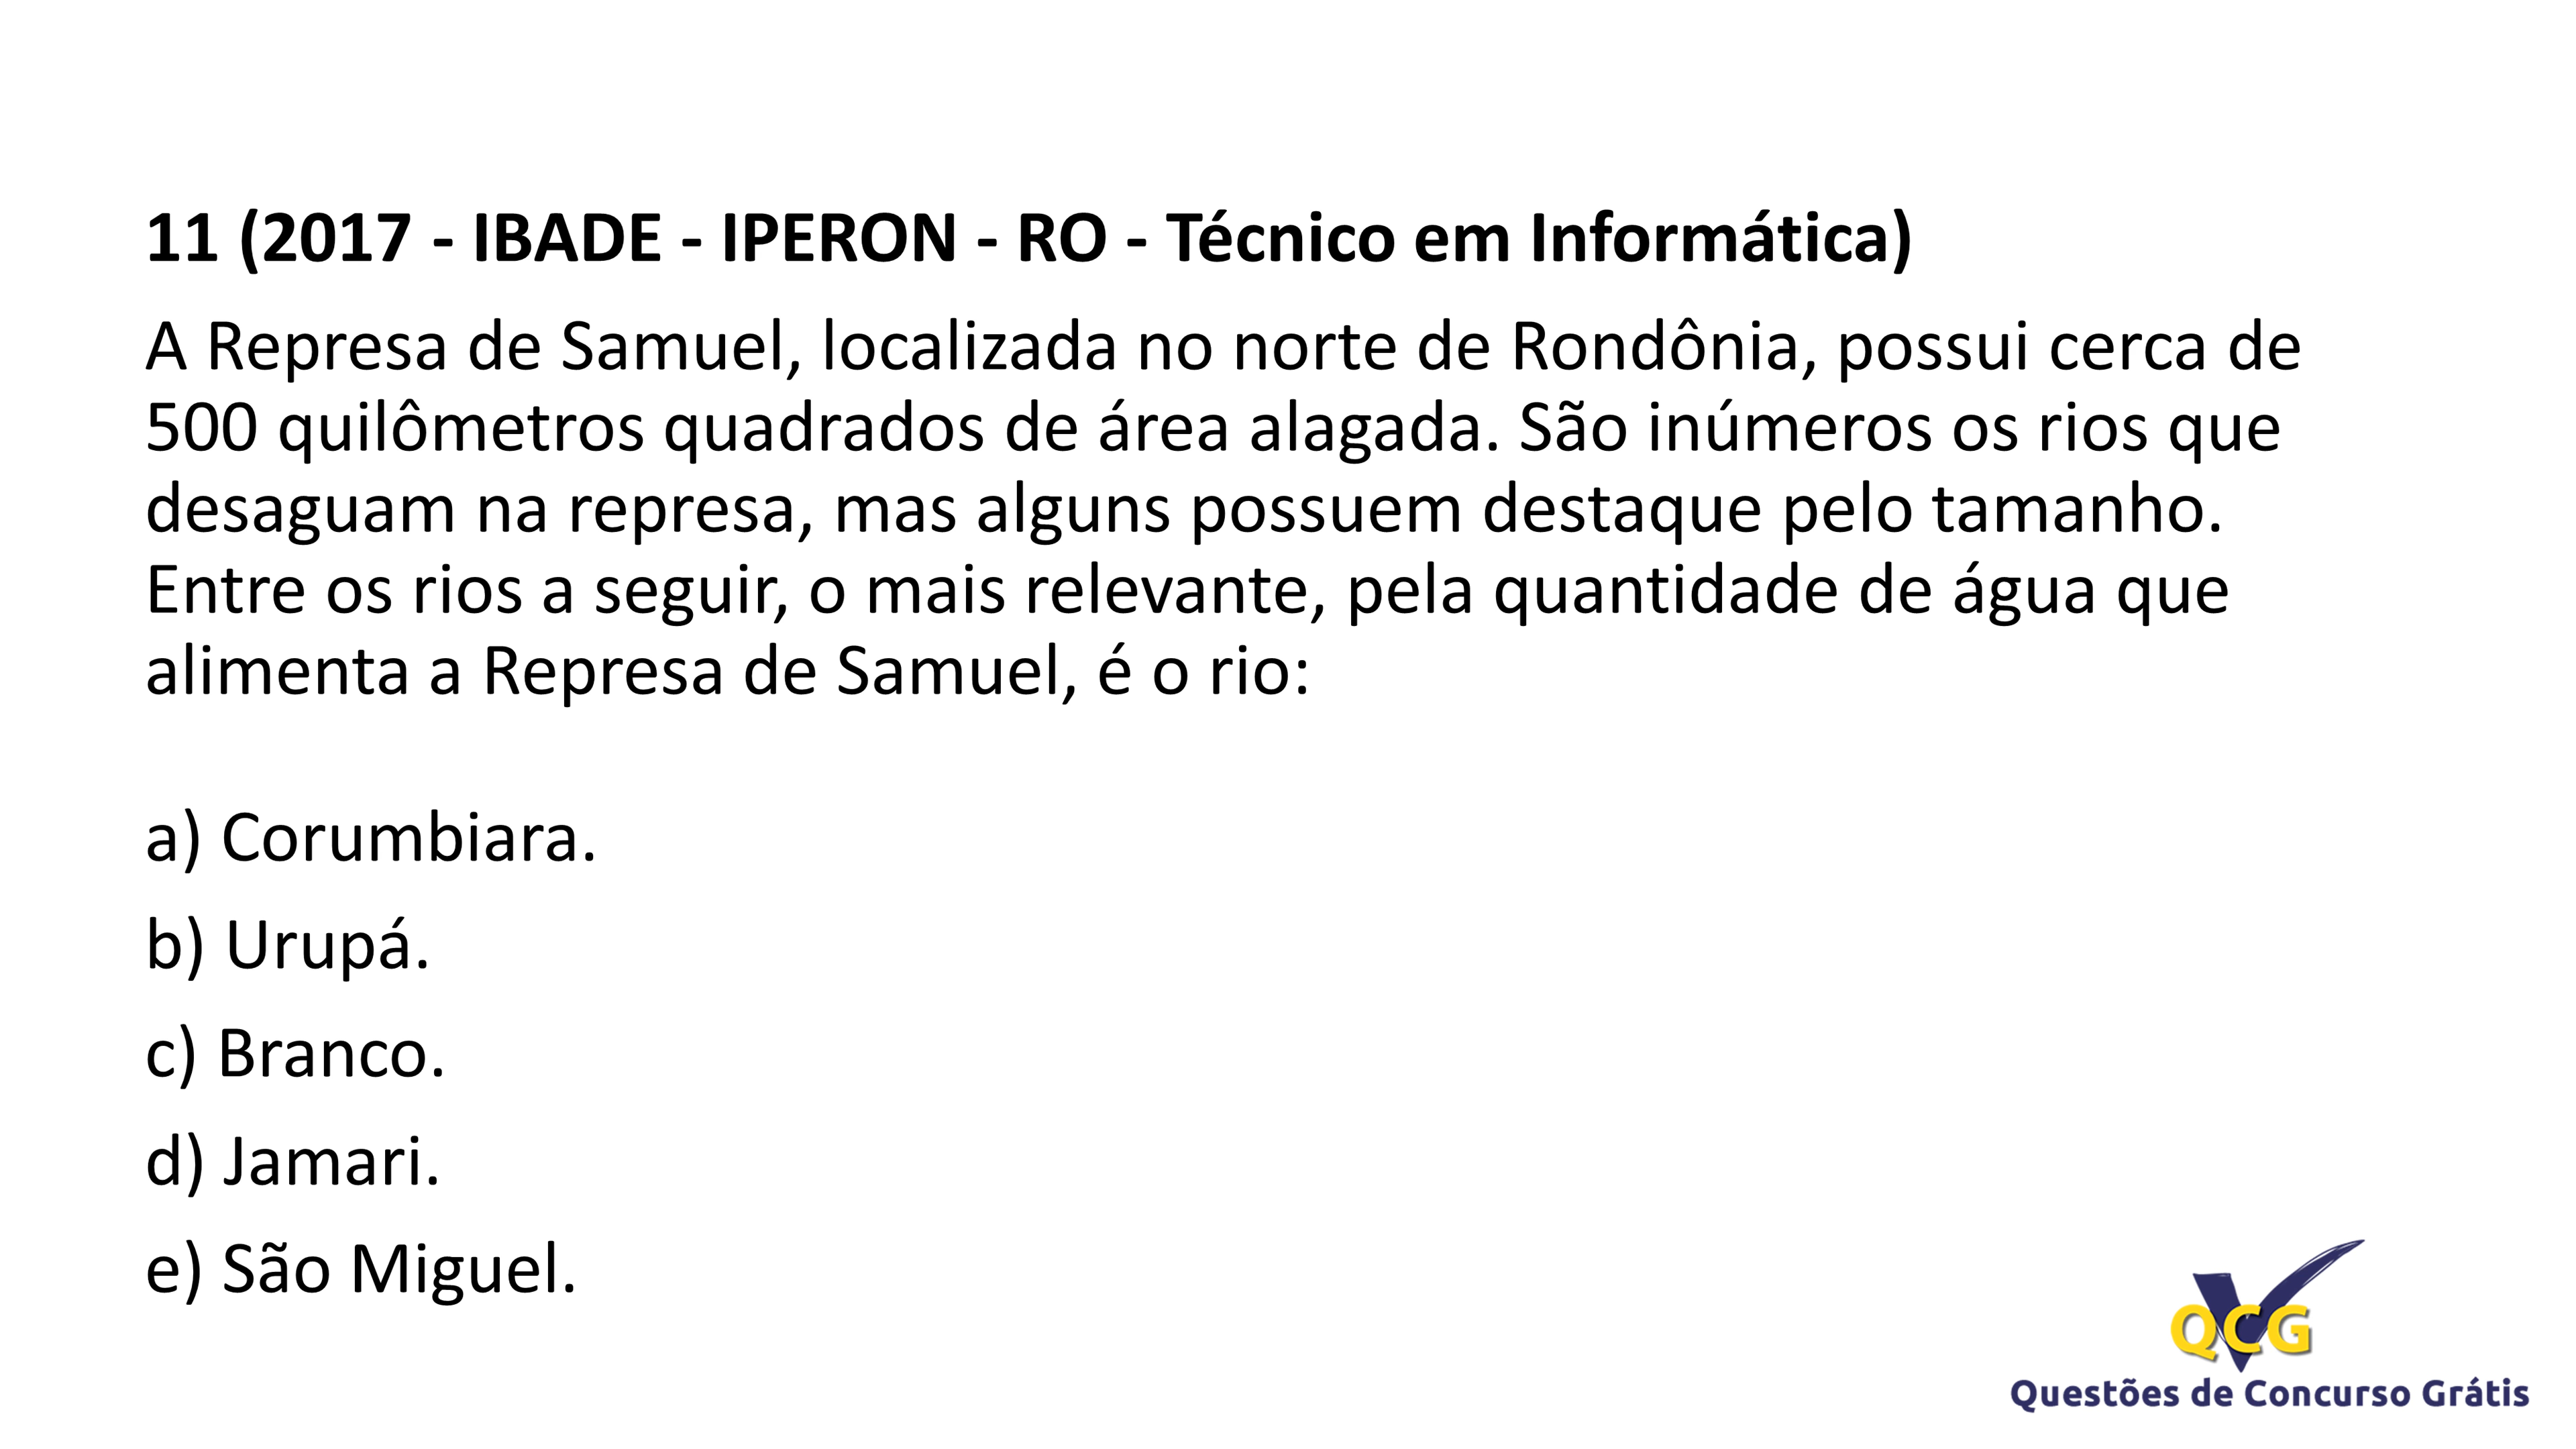 11 (2017 - IBADE - IPERON - RO - Técnico em Informática)
A Represa de Samuel, localizada no norte de Rondônia, possui cerca de
500 quilômetros quadrados de área alagada. São inúmeros os rios que
desaguam na represa, mas alguns possuem destaque pelo tamanho.
Entre os rios a seguir, o mais relevante, pela quantidade de água que
alimenta a Represa de Samuel, é o rio:
a) Corumbiara.
b) Urupá.
c) Branco.
d) Jamari.
e) São Miguel.
QCG
Questões de Concurso Grátis